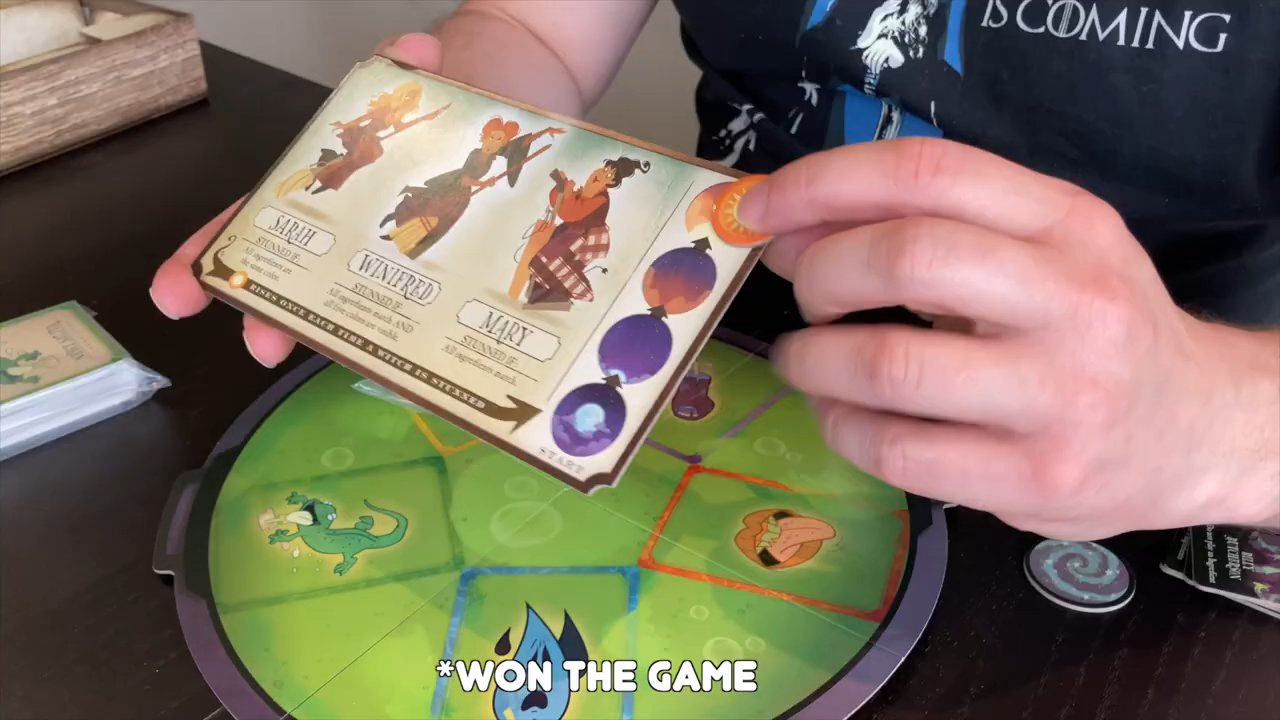 IS COMING
SARAH
STUNNED IF:
All ingredients are
the same color.
WINIFRED
STUNNED IF:
All ingredients match AND
all five colors are visible.
MARY
STUNNED IF:
All ingredients match.
RISES ONCE EACH TIME A WITCH IS STUNNED
START
BILLY
BUTCHERSON
*WON THE GAME